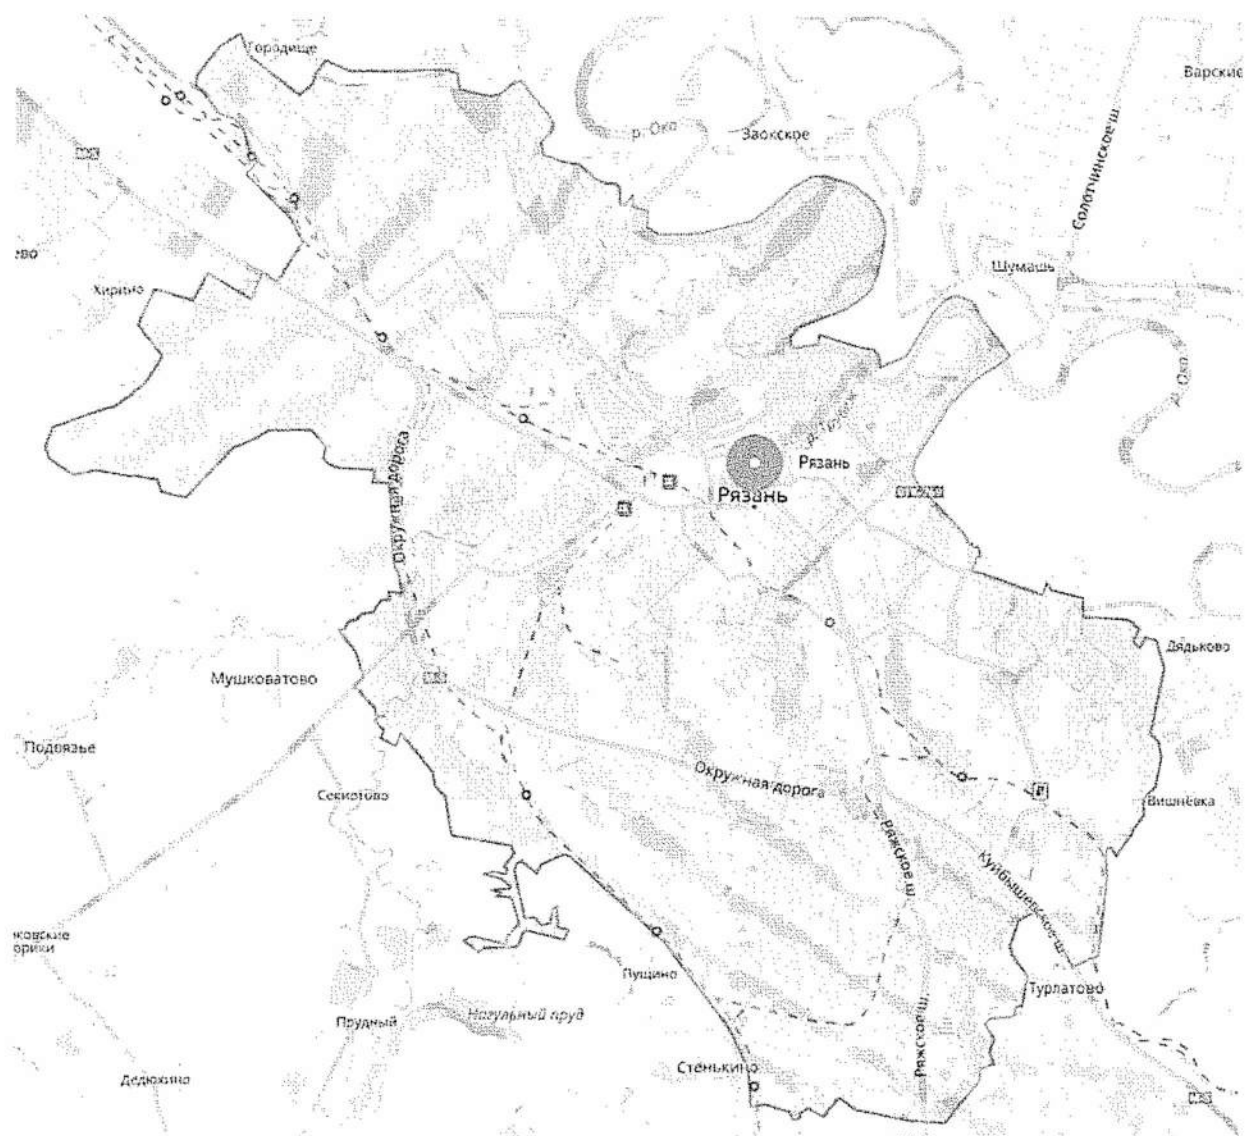 Городище
Варские
р. Ока
Заокское
Солотчинское ш.
Шумашь
Хирино
р. Ока
Окружная дорога
Рязань
Рязань
Мушковатово
Дядьково
Подвязье
Секиотово
Окружная дорога
Вишнёвка
Ряжское ш.
Куйбышевское ш.
Пущино
Турлатово
Нагульный пруд
Прудный
Ряжское ш.
Стенькино
Дедюхино